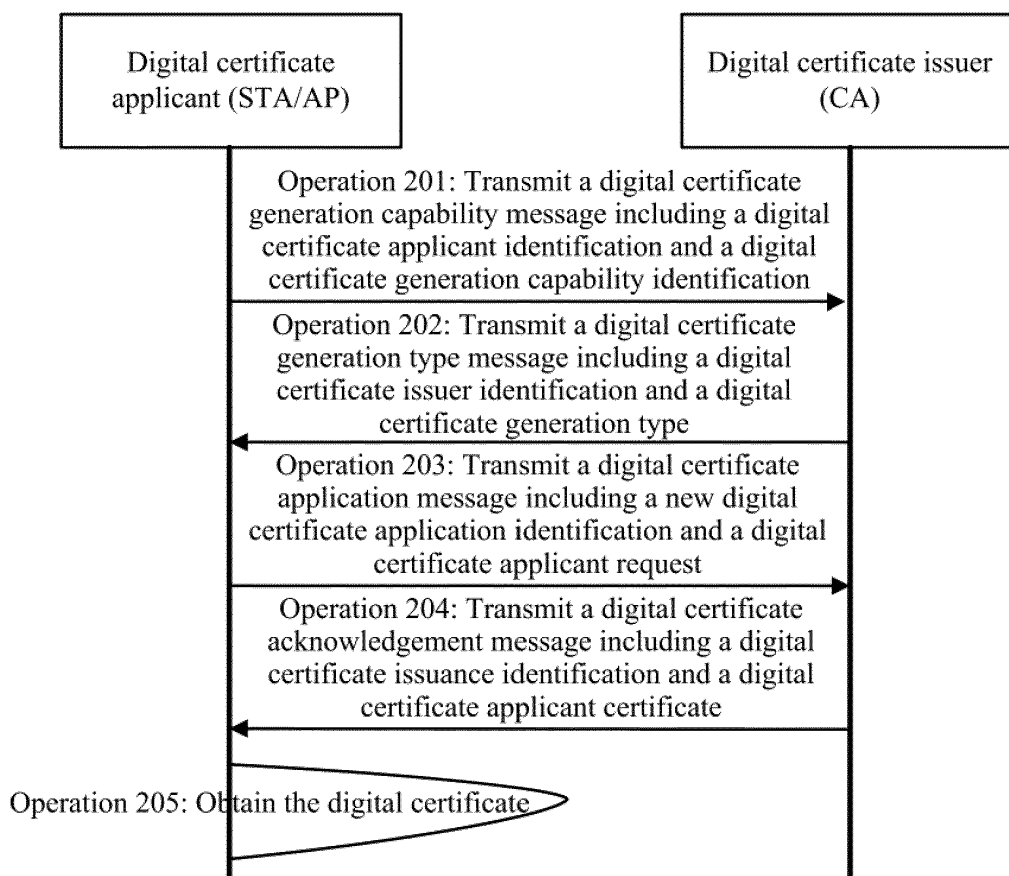 Digital certificate
applicant (STA/AP)
Digital certificate issuer
(CA)
Operation 201: Transmit a digital certificate
generation capability message including a digital
certificate applicant identification and a digital
certificate generation capability identification
Operation 202: Transmit a digital certificate
generation type message including a digital
certificate issuer identification and a digital
certificate generation type
Operation 203: Transmit a digital certificate
application message including a new digital
certificate application identification and a digital
certificate applicant request
Operation 204: Transmit a digital certificate
acknowledgement message including a digital
certificate issuance identification and a digital
certificate applicant certificate
Operation 205: Obtain the digital certificate